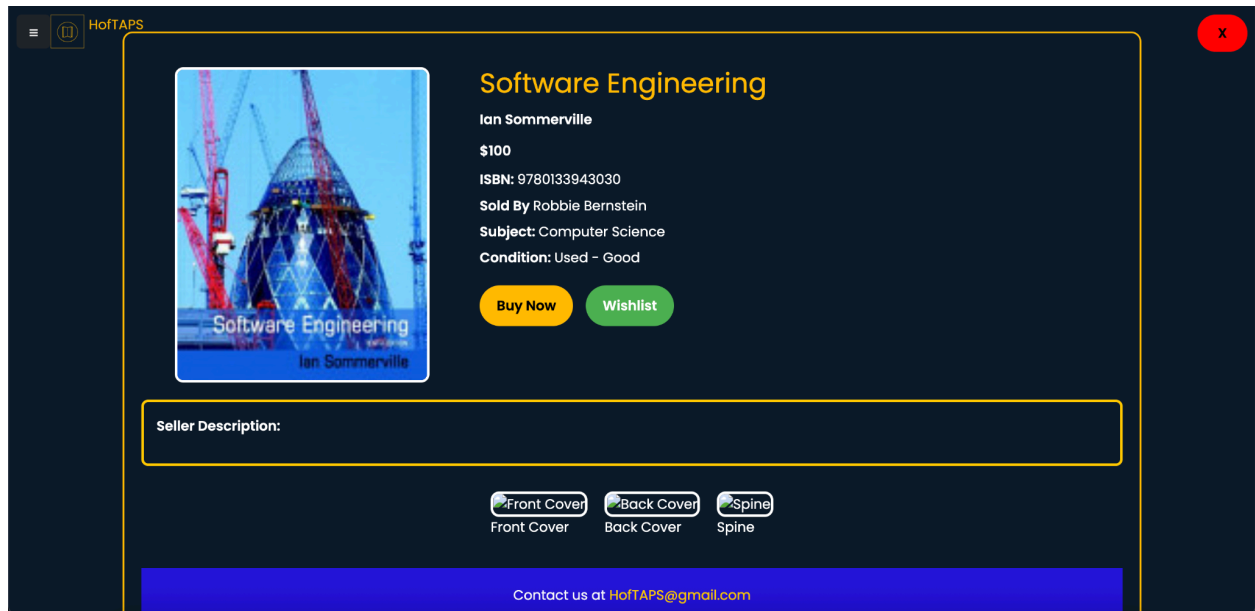 ≡
HofTAPS
X
Software Engineering
Ian Sommerville
Software Engineering
Ian Sommerville
$100
ISBN: 9780133943030
Sold By Robbie Bernstein
Subject: Computer Science
Condition: Used - Good
Buy Now Wishlist
Seller Description:
Front Cover Back Cover Spine
Front Cover Back Cover Spine
Contact us at HofTAPS@gmail.com